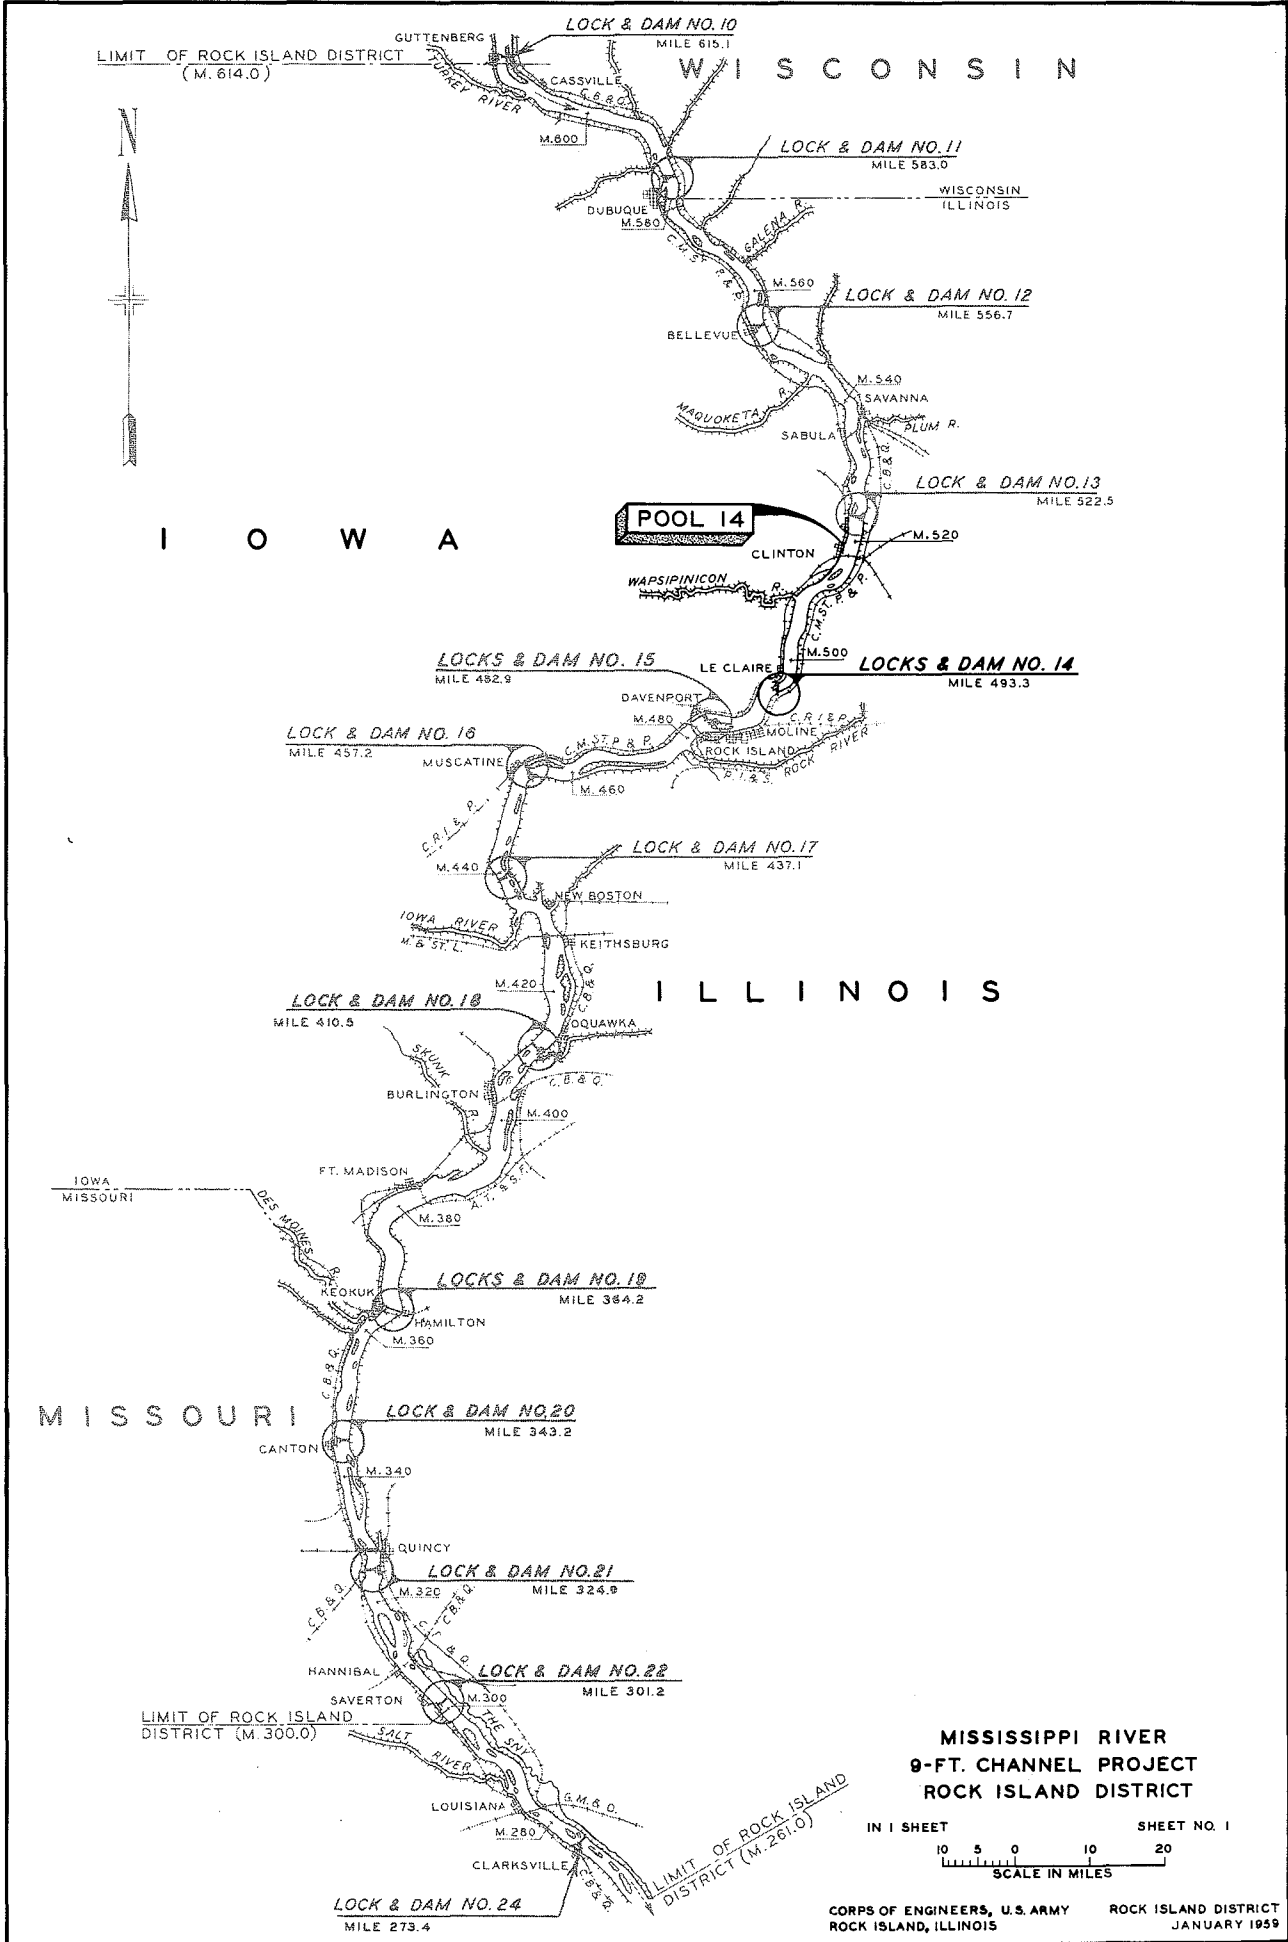 LOCK & DAM NO. 10
MILE 615.1
GUTTENBERG
LIMIT OF ROCK ISLAND DISTRICT
(M. 614.0)
WISCONSIN
TURKEY RIVER
CASSVILLE
C.B.& Q.
N
M.600
LOCK & DAM NO. 11
MILE 583.0
WISCONSIN
ILLINOIS
DUBUQUE
M.580
GALENA R.
C.M.ST. P. & P.
M.560
LOCK & DAM NO. 12
MILE 556.7
BELLEVUE
M.540
SAVANNA
MAQUOKETA R.
PLUM R.
SABULA
C.B.& Q.
LOCK & DAM NO. 13
MILE 522.5
POOL 14
IOWA
M.520
CLINTON
WAPSIPINICON R.
C.M.ST. P. & P.
M.500
LE CLAIRE
LOCKS & DAM NO. 14
MILE 493.3
LOCKS & DAM NO. 15
MILE 482.9
DAVENPORT
M.480
C.R.I.& P.
MOLINE
ROCK ISLAND
ROCK RIVER
R.I.& S.
LOCK & DAM NO. 16
MILE 457.2
C.M.ST. P. & P.
MUSCATINE
M. 460
C.R.I. & P.
LOCK & DAM NO. 17
MILE 437.1
M.440
NEW BOSTON
IOWA RIVER
M. & ST. L.
KEITHSBURG
M.420
C.B.& Q.
ILLINOIS
LOCK & DAM NO. 18
MILE 410.5
OQUAWKA
SKUNK R.
BURLINGTON
C.B. & Q.
M.400
FT. MADISON
A.T. & S.F.
IOWA
MISSOURI
M.380
DES MOINES R.
LOCKS & DAM NO. 19
MILE 364.2
KEOKUK
HAMILTON
M.360
C.B.& Q.
MISSOURI
LOCK & DAM NO. 20
MILE 343.2
CANTON
M.340
QUINCY
LOCK & DAM NO. 21
MILE 324.9
M.320
C.B.& Q.
C.B.& Q.
HANNIBAL
LOCK & DAM NO. 22
MILE 301.2
SAVERTON
M.300
LIMIT OF ROCK ISLAND
DISTRICT (M. 300.0)
SALT RIVER
THE SNY
LOUISIANA
G.M.& O.
M.280
CLARKSVILLE
C.B.& Q.
LIMIT OF ROCK ISLAND
DISTRICT (M. 261.0)
LOCK & DAM NO. 24
MILE 273.4
MISSISSIPPI RIVER
9-FT. CHANNEL PROJECT
ROCK ISLAND DISTRICT
IN 1 SHEET SHEET NO. 1
10 5 0 10 20
SCALE IN MILES
CORPS OF ENGINEERS, U.S. ARMY ROCK ISLAND DISTRICT
ROCK ISLAND, ILLINOIS JANUARY 1959